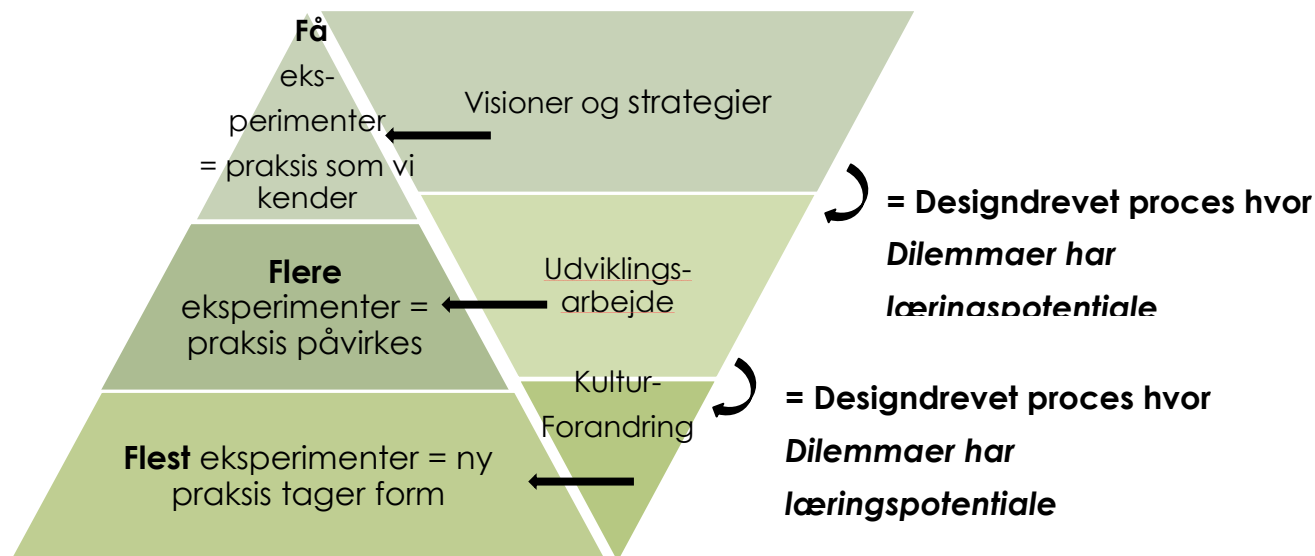 Få
eks-
perimenter
= praksis som vi
kender
Visioner og strategier
= Designdrevet proces hvor
Dilemmaer har
læringspotentiale
Flere
eksperimenter =
praksis påvirkes
Udviklings-
arbejde
Kultur-
Forandring
= Designdrevet proces hvor
Dilemmaer har
læringspotentiale
Flest eksperimenter = ny
praksis tager form